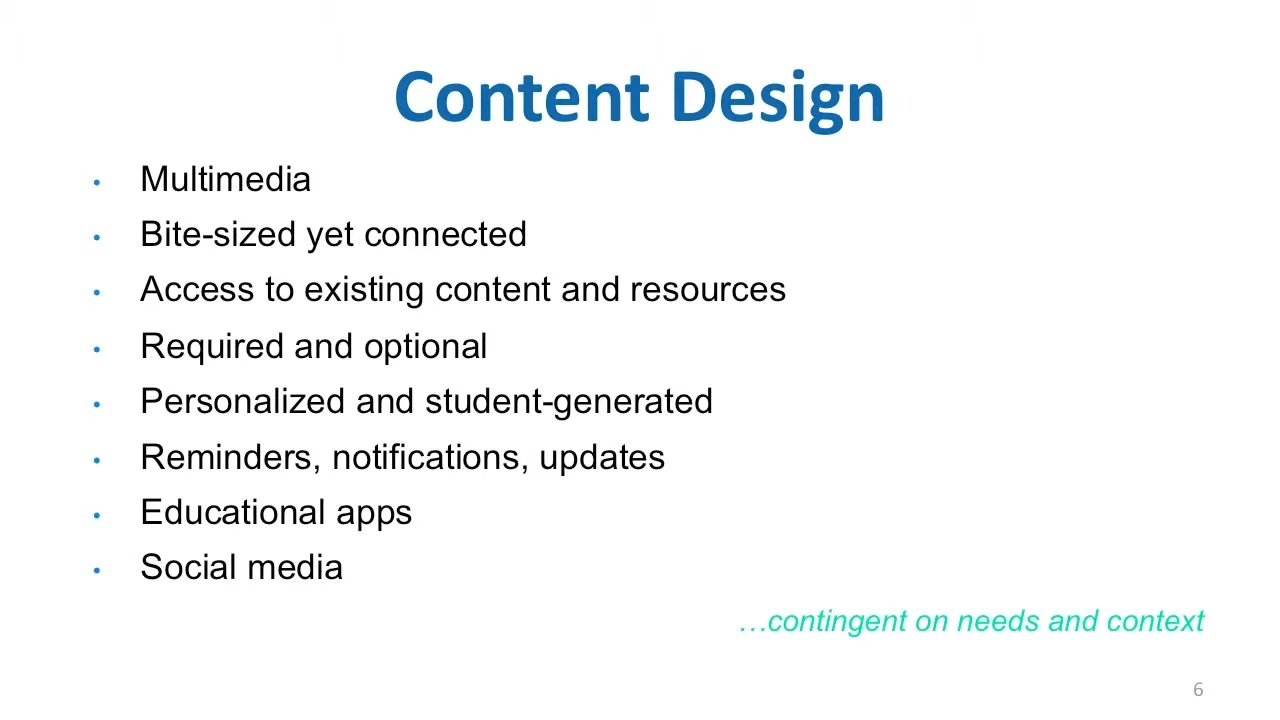 Content Design
• Multimedia
• Bite-sized yet connected
• Access to existing content and resources
• Required and optional
• Personalized and student-generated
• Reminders, notifications, updates
• Educational apps
• Social media
…contingent on needs and context
6